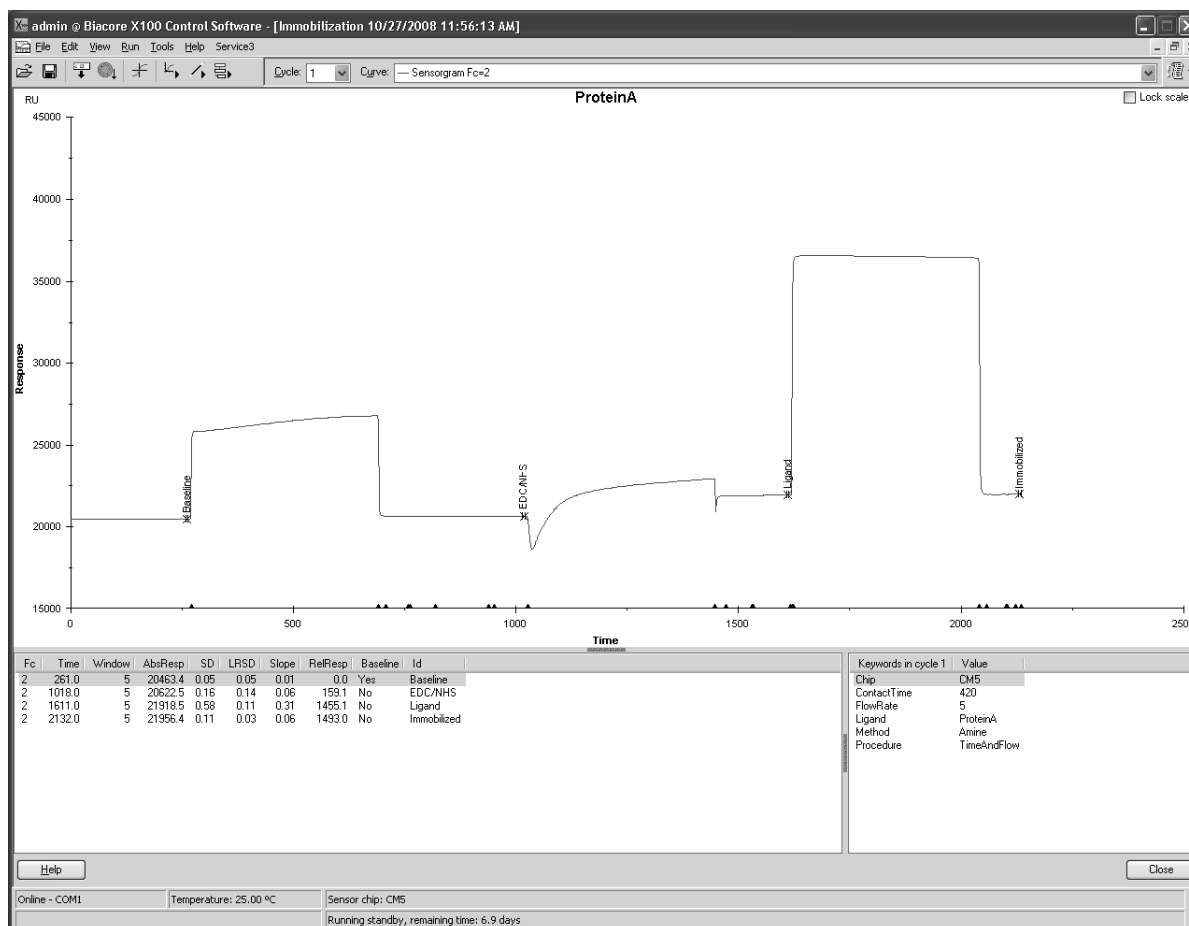 admin @ Biacore X100 Control Software - [Immobilization 10/27/2008 11:56:13 AM]
File Edit View Run Tools Help Service3
Cycle: 1 Curve: — Sensorgram Fc=2
RU
ProteinA
Lock scale
45000
40000
35000
30000
25000
20000
15000
Response
Baseline
EDC/NHS
Ligand
Immobilized
0 500 1000 1500 2000 2500
Time
Fc Time Window AbsResp SD LRSD Slope RelResp Baseline Id
2 261.0 5 20463.4 0.05 0.05 0.01 0.0 Yes Baseline
2 1018.0 5 20622.5 0.16 0.14 0.06 159.1 No EDC/NHS
2 1611.0 5 21918.5 0.58 0.11 0.31 1455.1 No Ligand
2 2132.0 5 21956.4 0.11 0.03 0.06 1493.0 No Immobilized
Keywords in cycle 1 Value
Chip CM5
ContactTime 420
FlowRate 5
Ligand ProteinA
Method Amine
Procedure TimeAndFlow
Help
Close
Online - COM1 Temperature: 25.00 ºC Sensor chip: CM5
Running standby, remaining time: 6.9 days